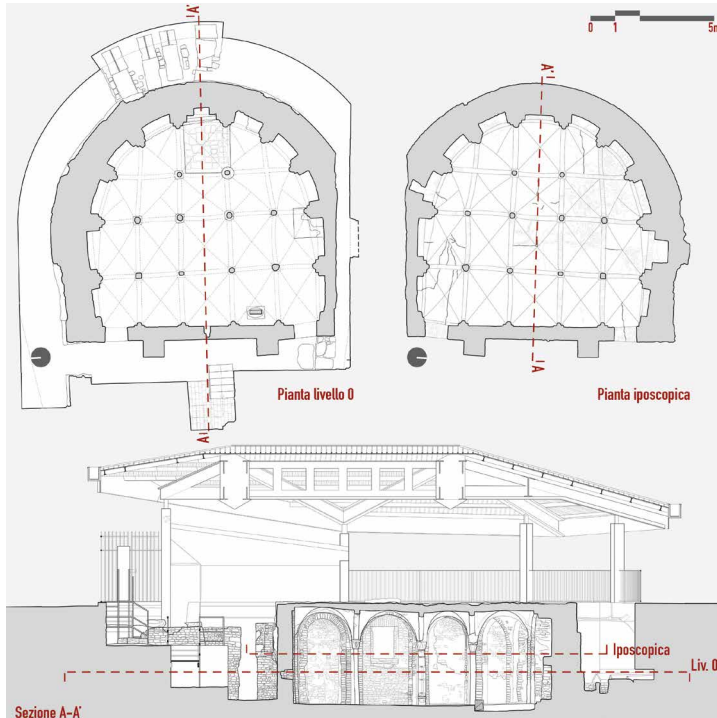 A'
A'
0 1 5m
Pianta livello 0
Pianta iposcopica
A
A
Iposcopica
Liv. 0
Sezione A-A'